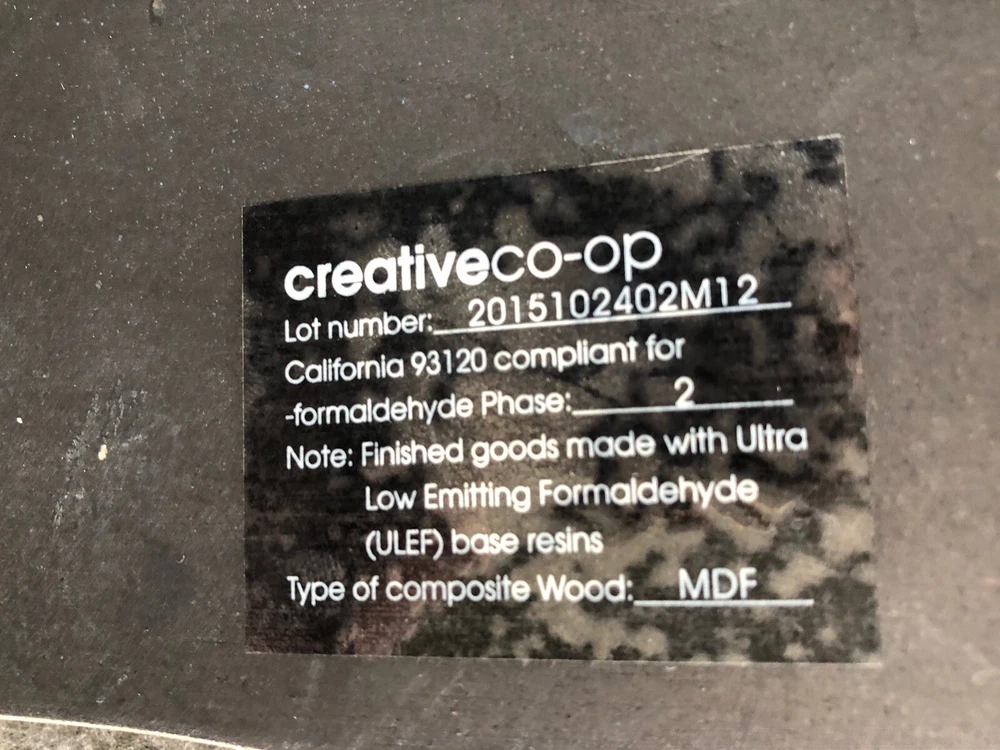 creativeco-op
Lot number: 2015102402M12
California 93120 compliant for
-formaldehyde Phase: 2
Note: Finished goods made with Ultra
Low Emitting Formaldehyde
(ULEF) base resins
Type of composite Wood: MDF